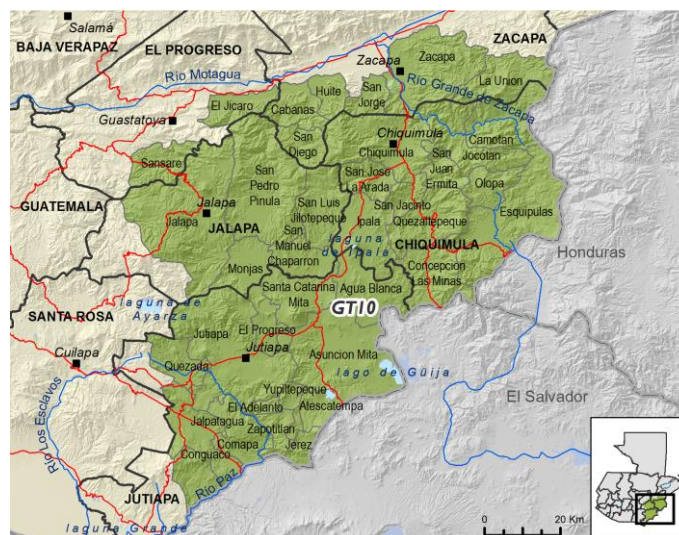 Salamá
BAJA VERAPAZ
EL PROGRESO
ZACAPA
Zacapa
Zacapa
Río Motagua
La Union
Río Grande de Zacapa
Huite
San
Jorge
El Jicaro
Cabanas
Guastatoya
San
Diego
Chiquimula
Chiquimula
Camotan
Jocotan
San
Juan
Ermita
Sansare
San
Pedro
Pinula
San Jose
La Arada
Olopa
GUATEMALA
Jalapa
Jalapa
JALAPA
San Luis
Jilotepeque
San Jacinto
Ipala
Quezaltepeque
Esquipulas
San
Manuel
Chaparron
laguna
de Ipala
CHIQUIMULA
Honduras
Monjas
Concepcion
Las Minas
Santa Catarina
Mita
Agua Blanca
laguna de
Ayarza
GT10
SANTA ROSA
Jutiapa
El Progreso
Cuilapa
Jutiapa
Quezada
Asuncion Mita
lago de Güija
El Salvador
Río Los Esclavos
Yupiltepeque
El Adelanto
Atescatempa
Jalpatagua
Zapotitlan
Comapa
Jerez
Conguaco
Río Paz
JUTIAPA
laguna Grande
0 20 Km.